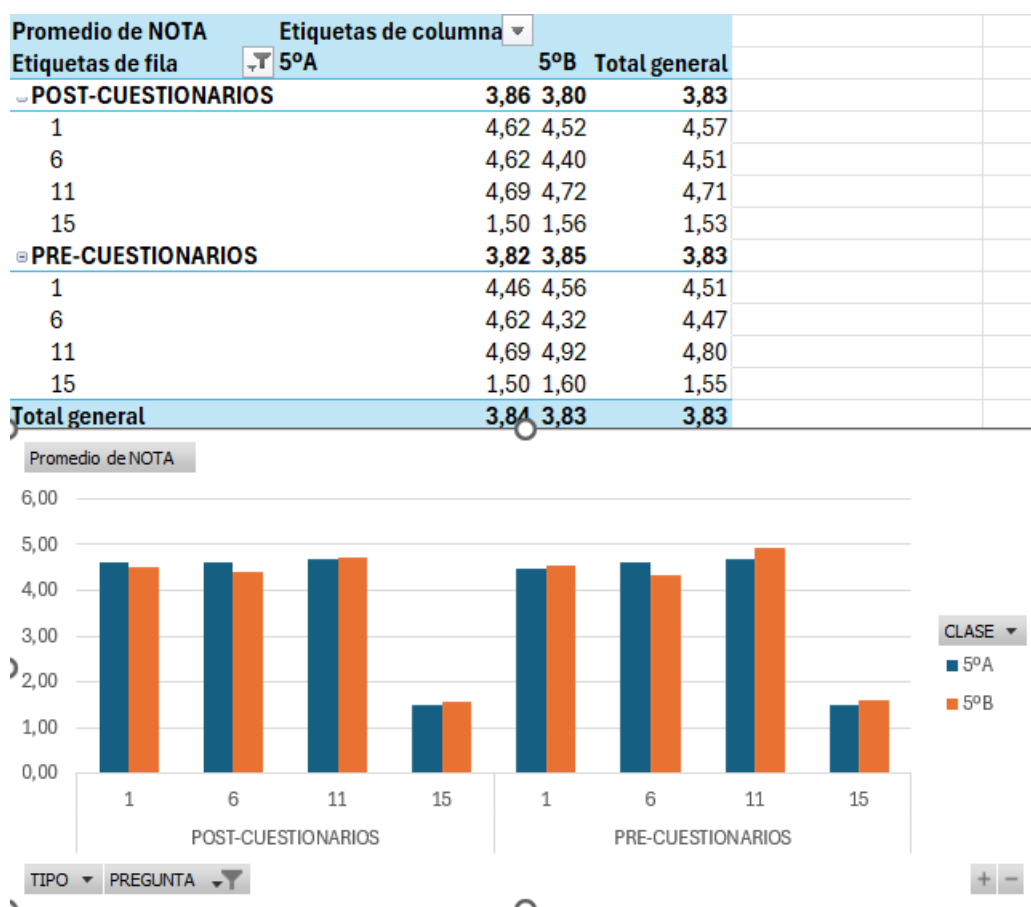 Promedio de NOTA Etiquetas de columna
Etiquetas de fila 5ºA 5ºB Total general
POST-CUESTIONARIOS 3,86 3,80 3,83
1 4,62 4,52 4,57
6 4,62 4,40 4,51
11 4,69 4,72 4,71
15 1,50 1,56 1,53
PRE-CUESTIONARIOS 3,82 3,85 3,83
1 4,46 4,56 4,51
6 4,62 4,32 4,47
11 4,69 4,92 4,80
15 1,50 1,60 1,55
Total general 3,84 3,83 3,83
Promedio de NOTA
6,00
5,00
4,00
3,00
2,00
1,00
0,00
1 6 11 15 1 6 11 15
POST-CUESTIONARIOS PRE-CUESTIONARIOS
CLASE
5ºA
5ºB
TIPO PREGUNTA + −